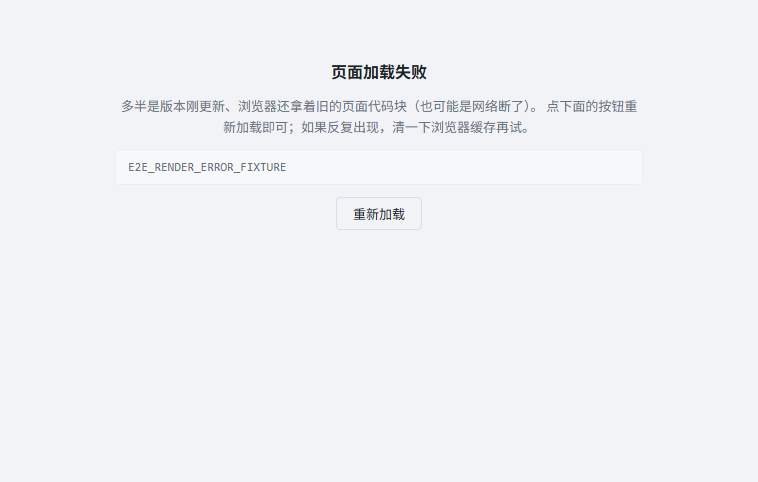 页面加载失败
多半是版本刚更新、浏览器还拿着旧的页面代码块（也可能是网络断了）。 点下面的按钮重
新加载即可；如果反复出现，清一下浏览器缓存再试。
E2E_RENDER_ERROR_FIXTURE
重新加载